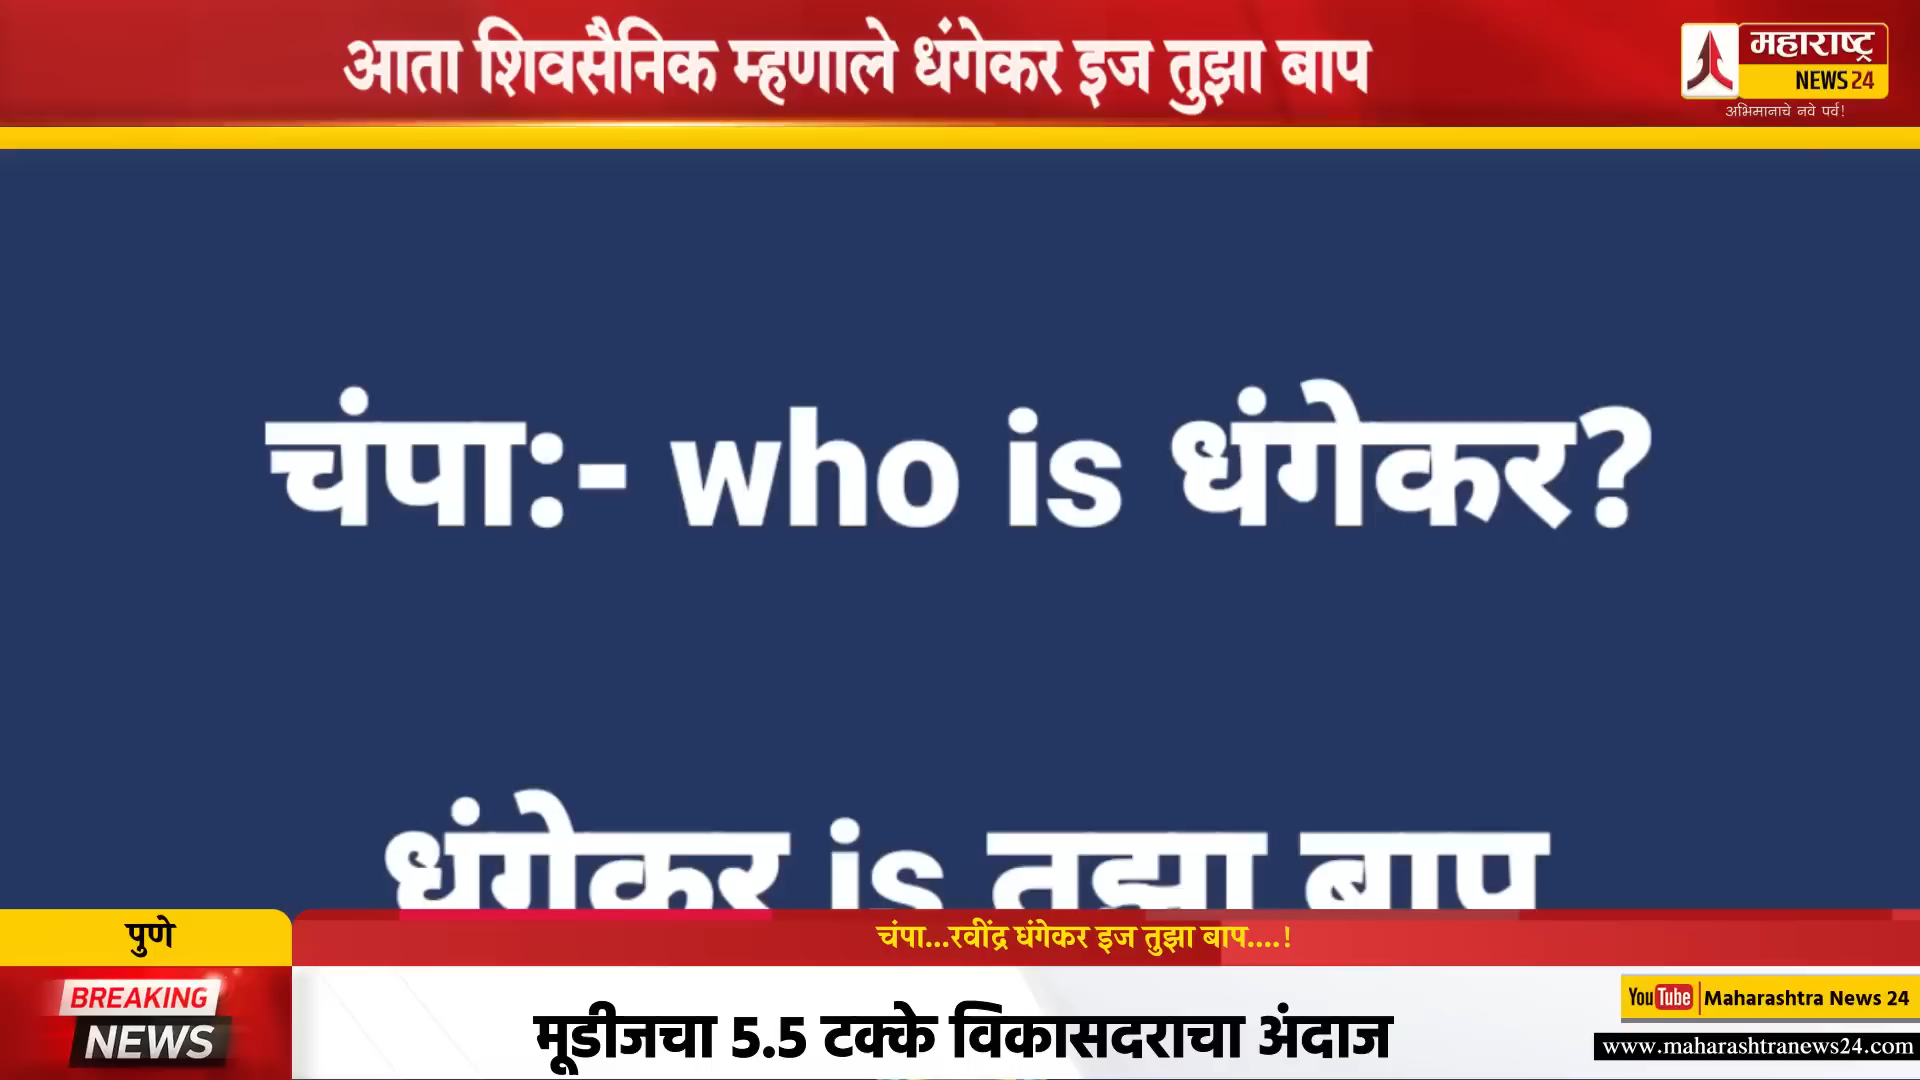 आता शिवसैनिक म्हणाले धंगेकर इज तुझा बाप
महाराष्ट्र
NEWS 24
अभिमानाचे नवे पर्व!
चंपा:- who is धंगेकर?
धंगेकर is तुझा बाप
पुणे
चंपा...रवींद्र धंगेकर इज तुझा बाप....!
BREAKING
NEWS
मूडीजचा 5.5 टक्के विकासदराचा अंदाज
YouTube Maharashtra News 24
www.maharashtranews24.com